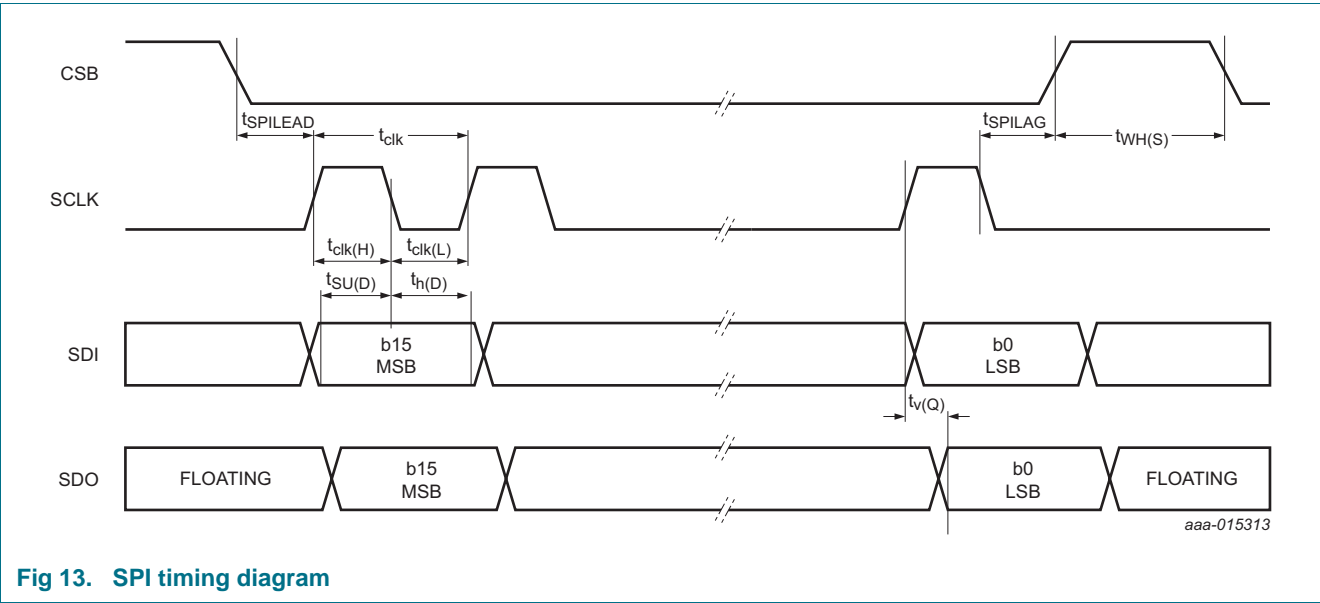 CSB
tSPILEAD
tclk
tSPILAG
tWH(S)
SCLK
tclk(H)
tclk(L)
tSU(D)
th(D)
SDI
b15
MSB
b0
LSB
tv(Q)
SDO
FLOATING
b15
MSB
b0
LSB
FLOATING
aaa-015313
Fig 13. SPI timing diagram